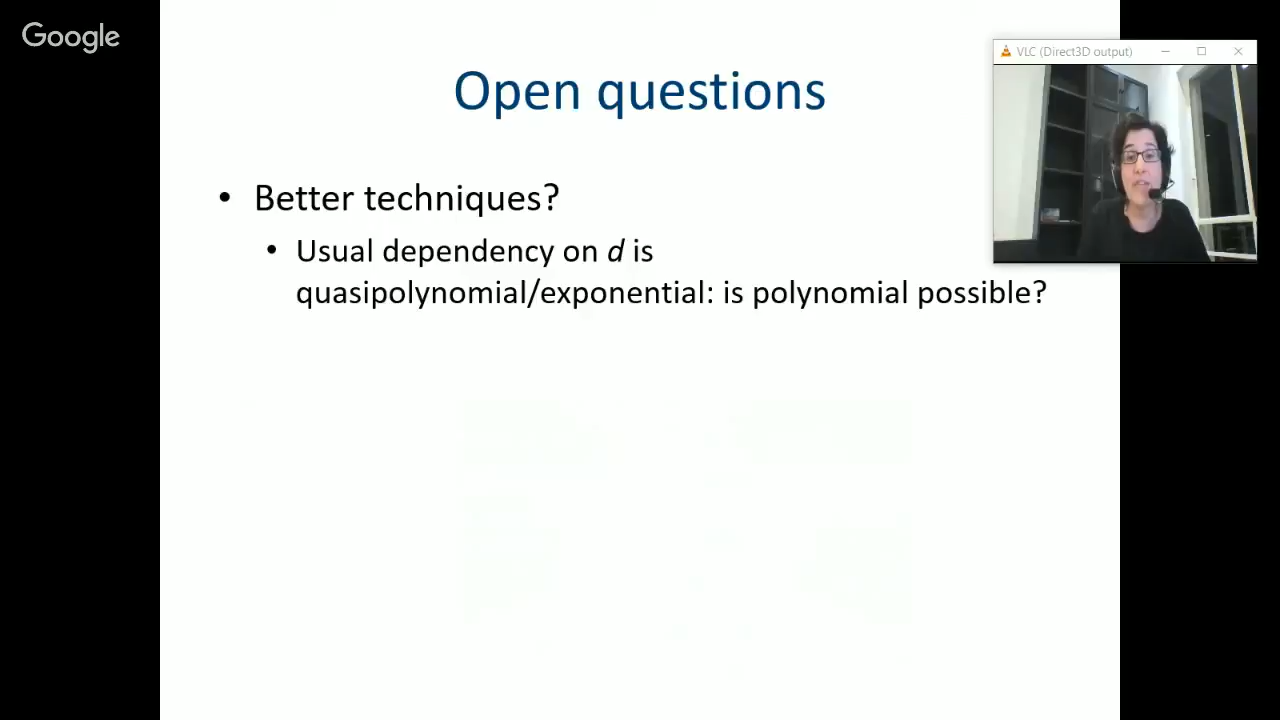 Google
VLC (Direct3D output)
Open questions
• Better techniques?
• Usual dependency on d is
quasipolynomial/exponential: is polynomial possible?